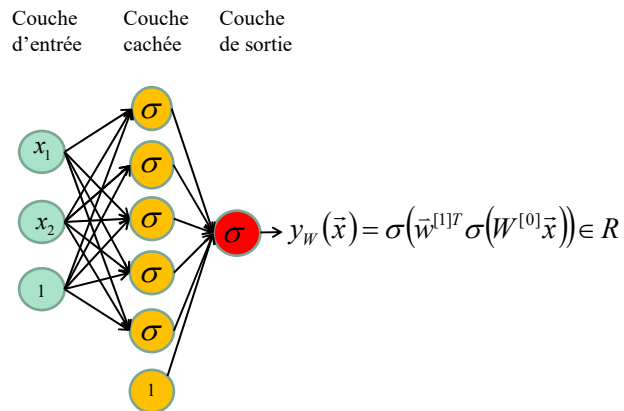 Couche
d’entrée
Couche
cachée
Couche
de sortie
x₁
x₂
1
σ
σ
σ
σ
σ
1
σ
y_W(x⃗) = σ(w⃗^{[1]T} σ(W^{[0]}x⃗)) ∈ R